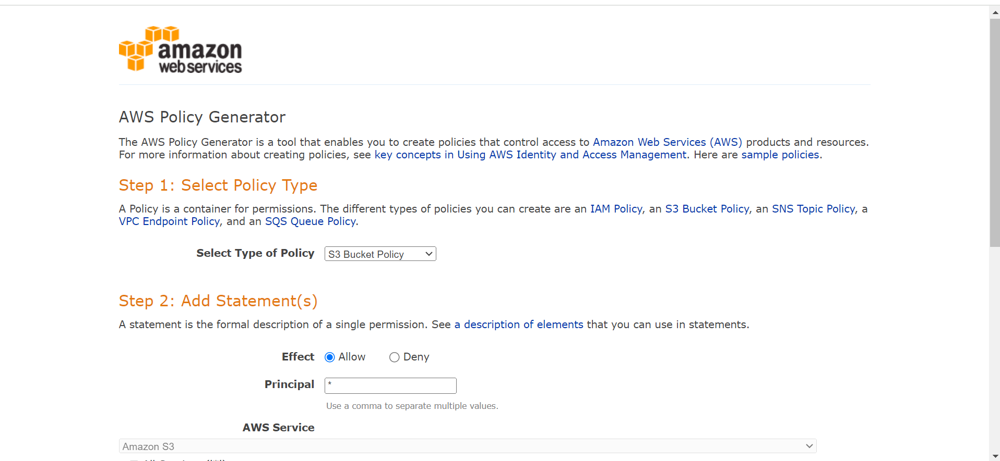 amazon
webservices
AWS Policy Generator
The AWS Policy Generator is a tool that enables you to create policies that control access to Amazon Web Services (AWS) products and resources.
For more information about creating policies, see key concepts in Using AWS Identity and Access Management. Here are sample policies.
Step 1: Select Policy Type
A Policy is a container for permissions. The different types of policies you can create are an IAM Policy, an S3 Bucket Policy, an SNS Topic Policy, a
VPC Endpoint Policy, and an SQS Queue Policy.
Select Type of Policy S3 Bucket Policy
Step 2: Add Statement(s)
A statement is the formal description of a single permission. See a description of elements that you can use in statements.
Effect Allow Deny
Principal *
Use a comma to separate multiple values.
AWS Service
Amazon S3